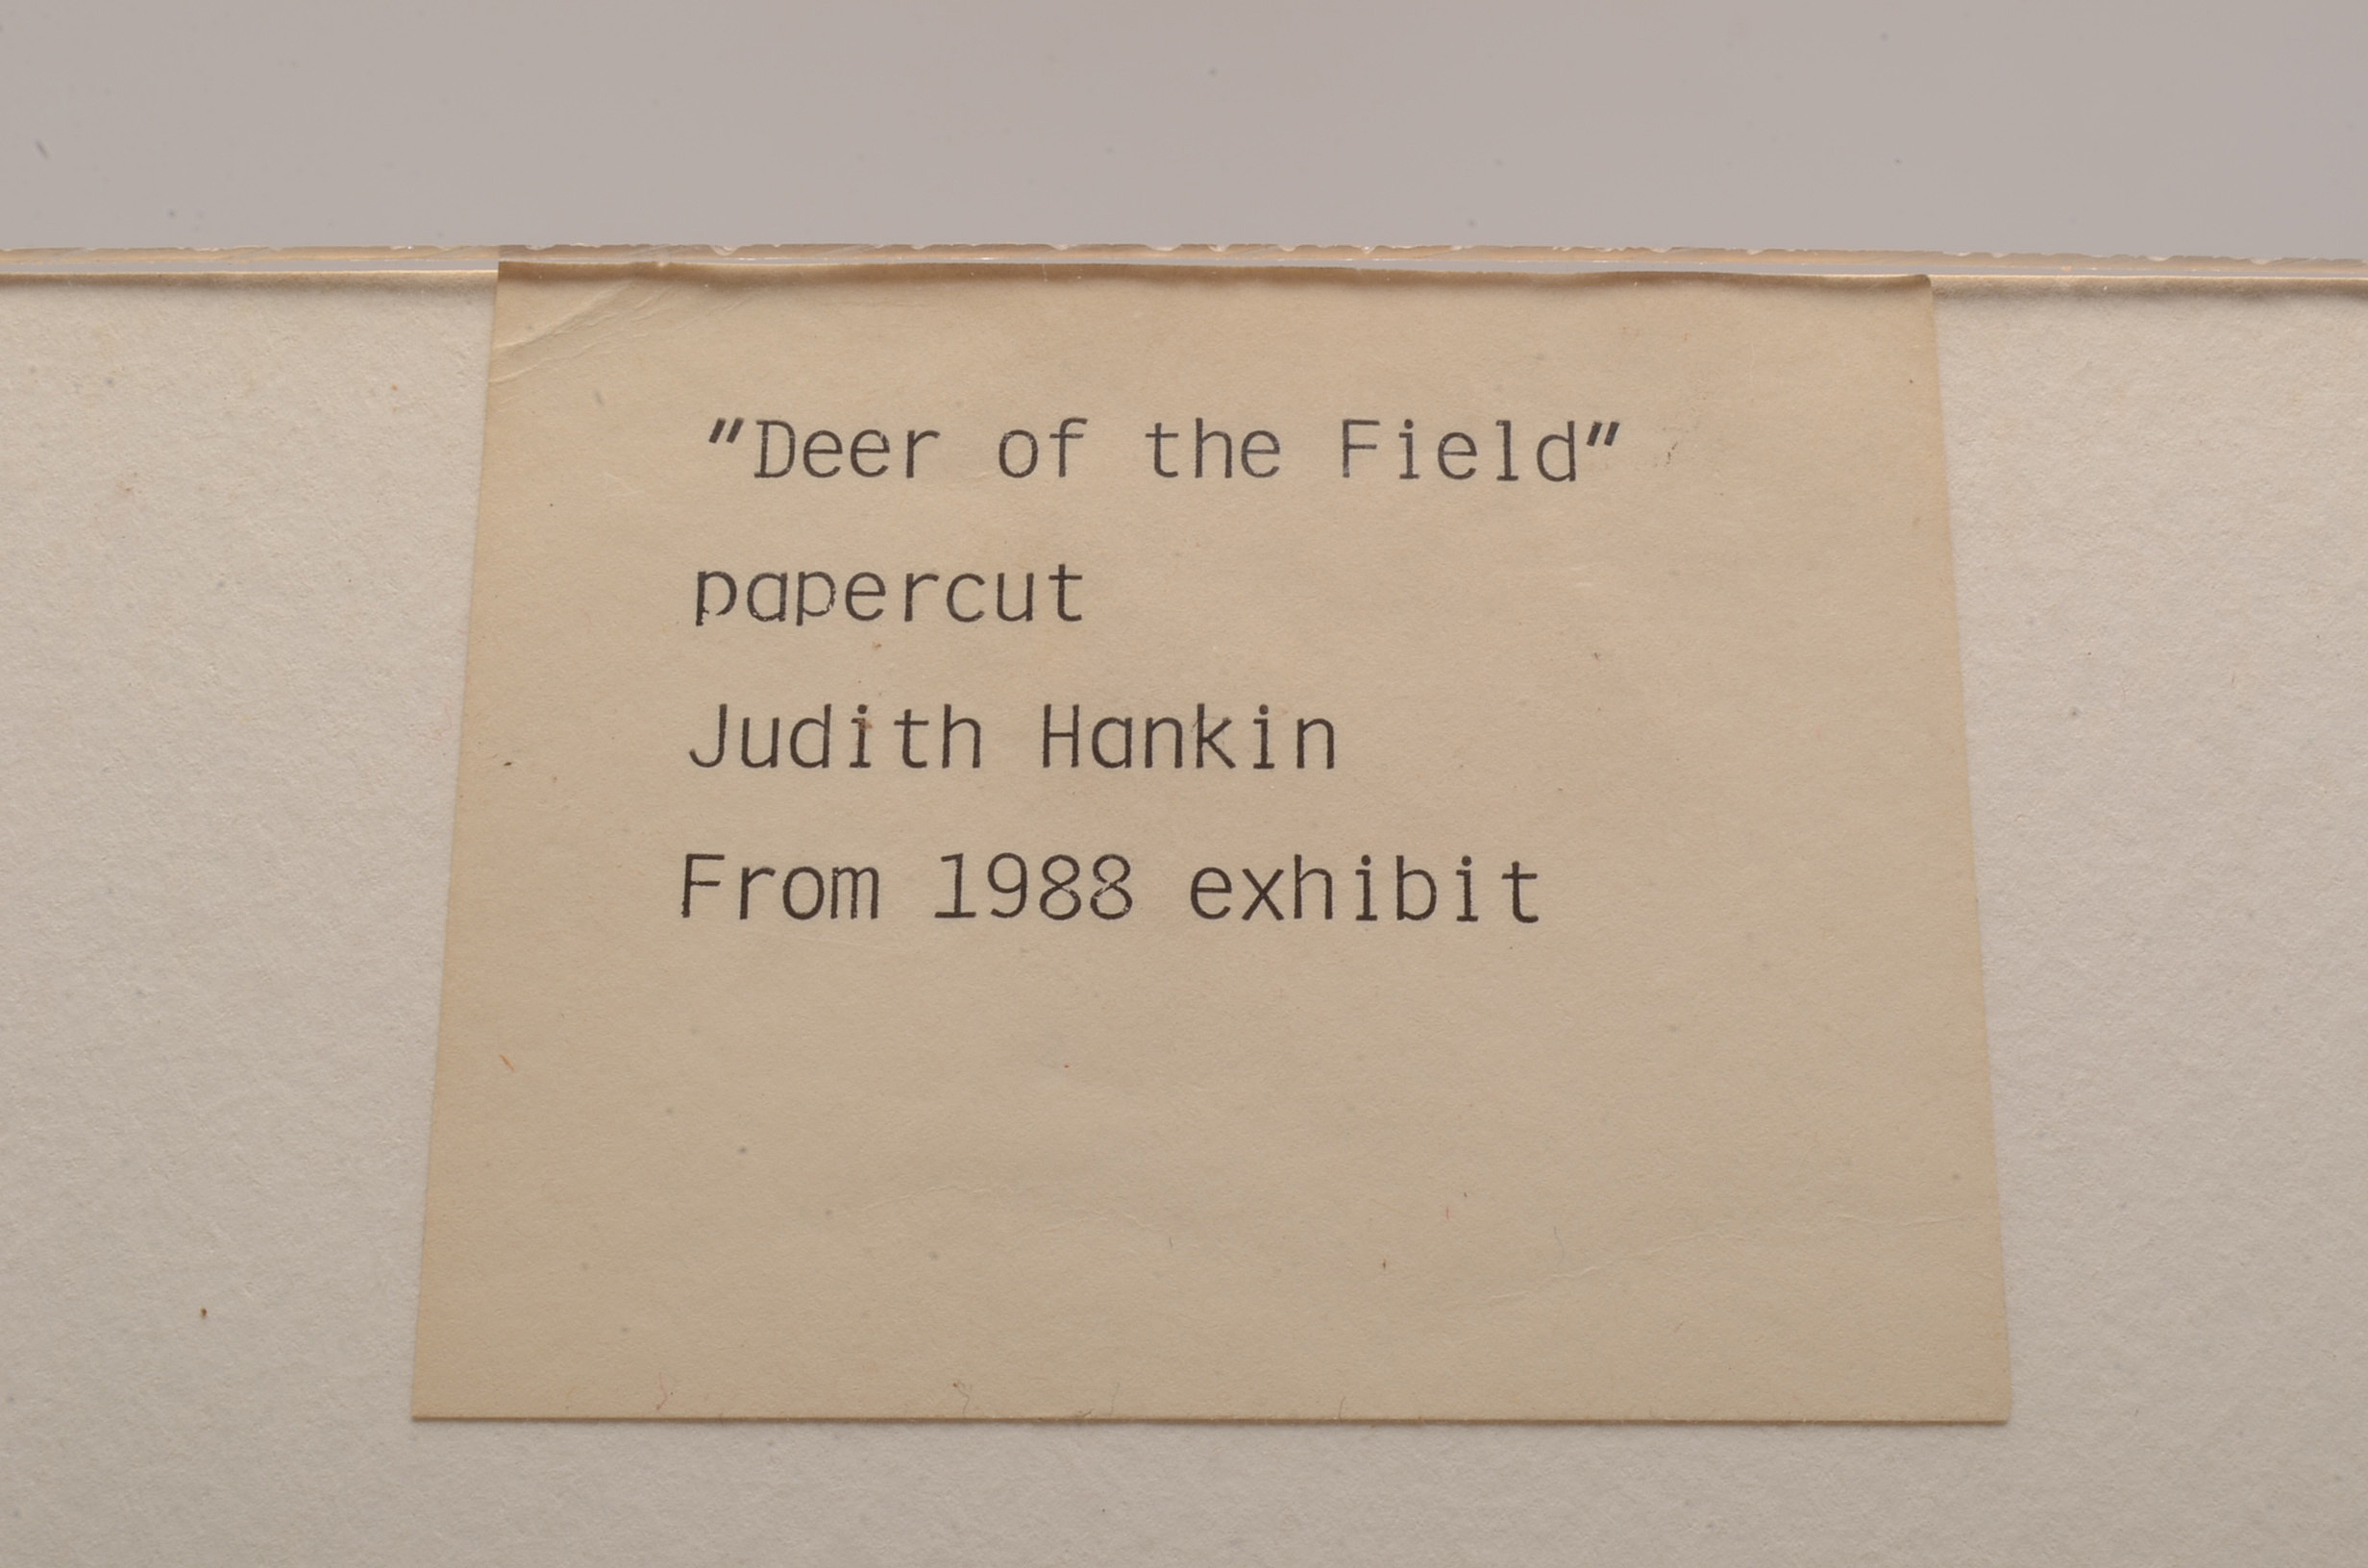 "Deer of the Field"
papercut
Judith Hankin
From 1988 exhibit